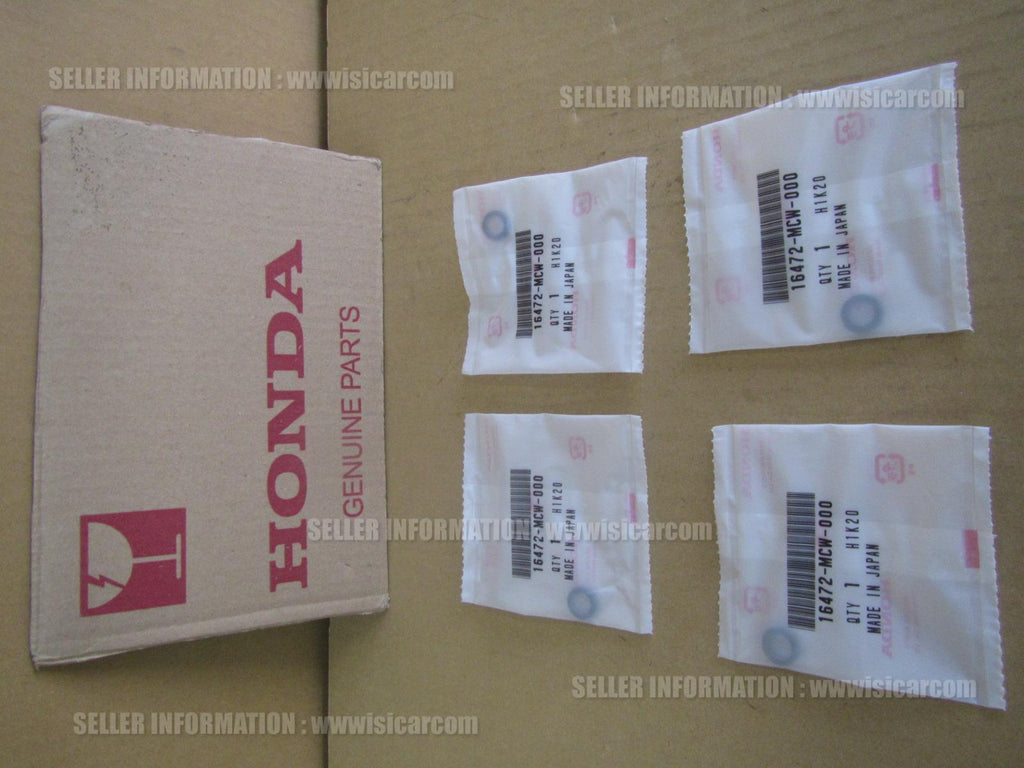 SELLER INFORMATION : wwwisicarcom
SELLER INFORMATION : wwwisicarcom
HONDA
GENUINE PARTS
16472-MCW-000
QTY 1 H1K20
MADE IN JAPAN
16472-MCW-000
QTY 1 H1K20
MADE IN JAPAN
16472-MCW-000
QTY 1 H1K20
MADE IN JAPAN
16472-MCW-000
QTY 1 H1K20
MADE IN JAPAN
SELLER INFORMATION : wwwisicarcom
SELLER INFORMATION : wwwisicarcom
SELLER INFORMATION : wwwisicarcom